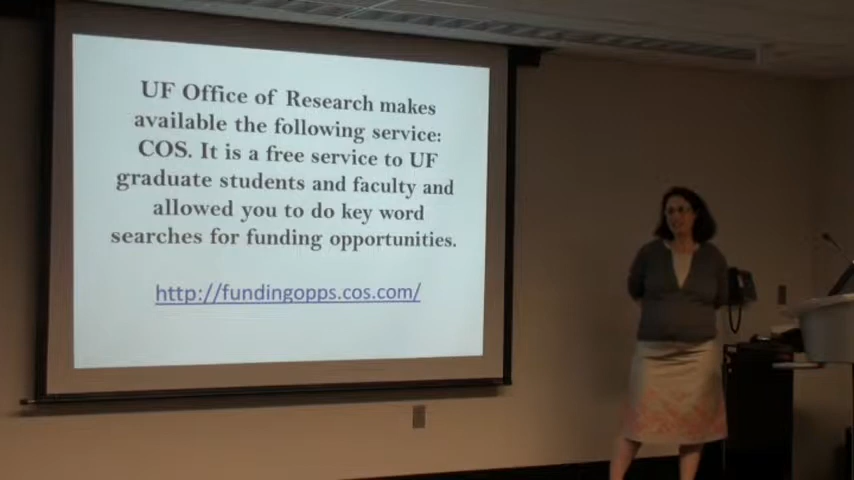 UF Office of Research makes
available the following service:
COS. It is a free service to UF
graduate students and faculty and
allowed you to do key word
searches for funding opportunities.
http://fundingopps.cos.com/